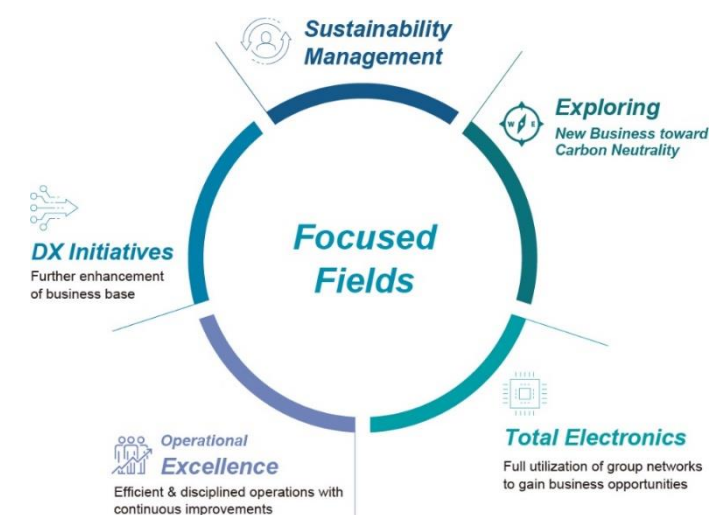 Sustainability
Management
W E
Exploring
New Business toward
Carbon Neutrality
Focused
Fields
DX Initiatives
Further enhancement
of business base
Total Electronics
Full utilization of group networks
to gain business opportunities
Operational
Excellence
Efficient & disciplined operations with
continuous improvements